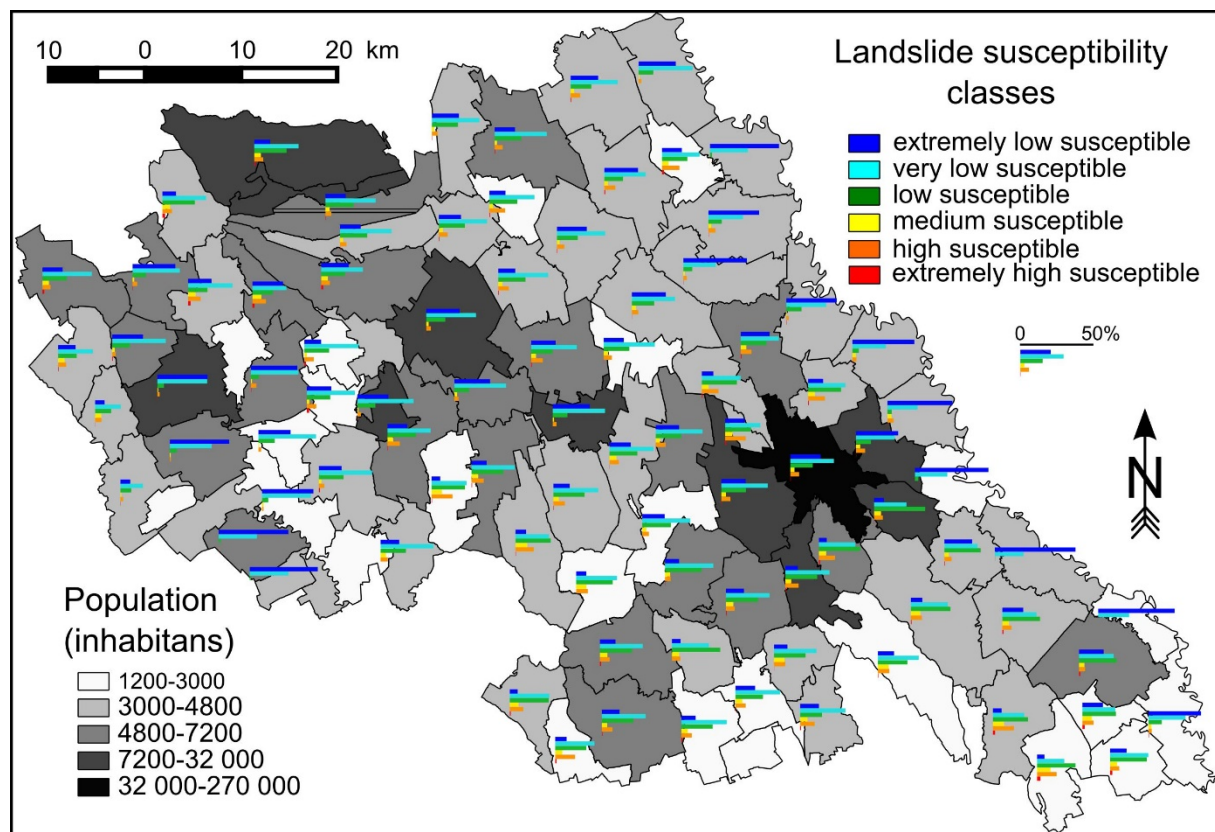 10 0 10 20 km
Landslide susceptibility
classes
extremely low susceptible
very low susceptible
low susceptible
medium susceptible
high susceptible
extremely high susceptible
0 50%
N
Population
(inhabitans)
1200-3000
3000-4800
4800-7200
7200-32 000
32 000-270 000